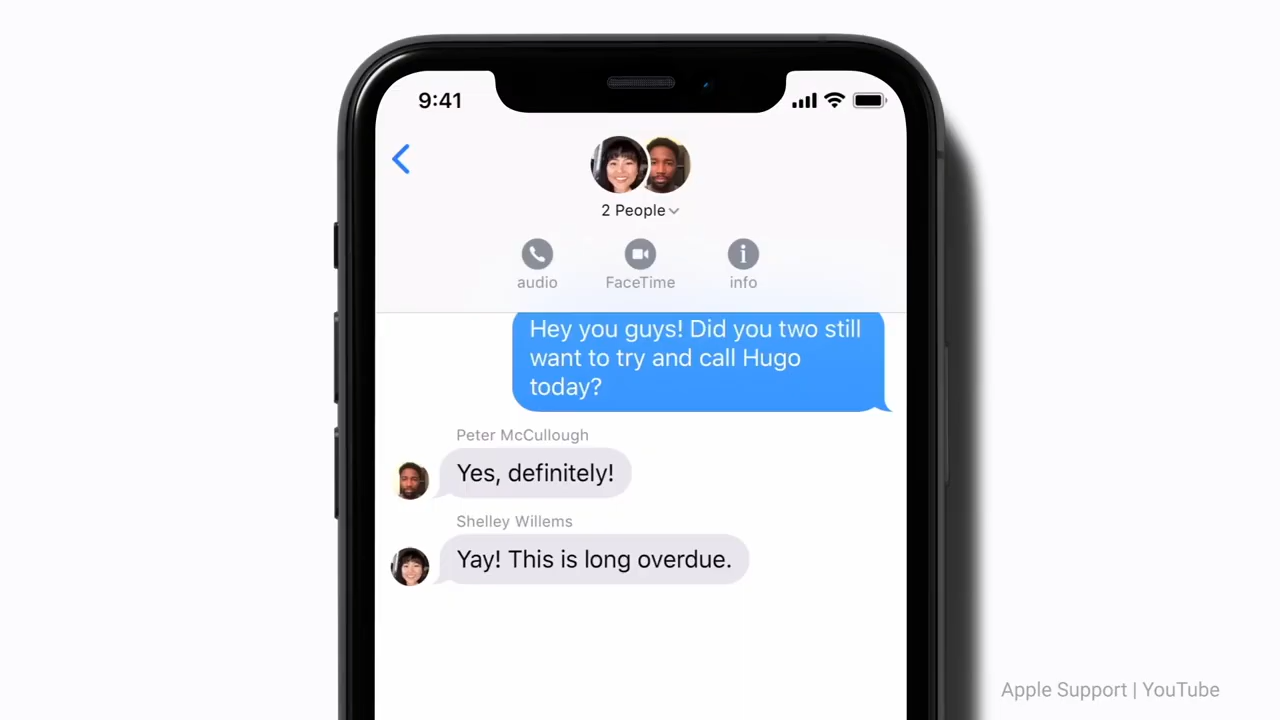 9:41
2 People
audio
FaceTime
info
Hey you guys! Did you two still
want to try and call Hugo
today?
Peter McCullough
Yes, definitely!
Shelley Willems
Yay! This is long overdue.
Apple Support | YouTube